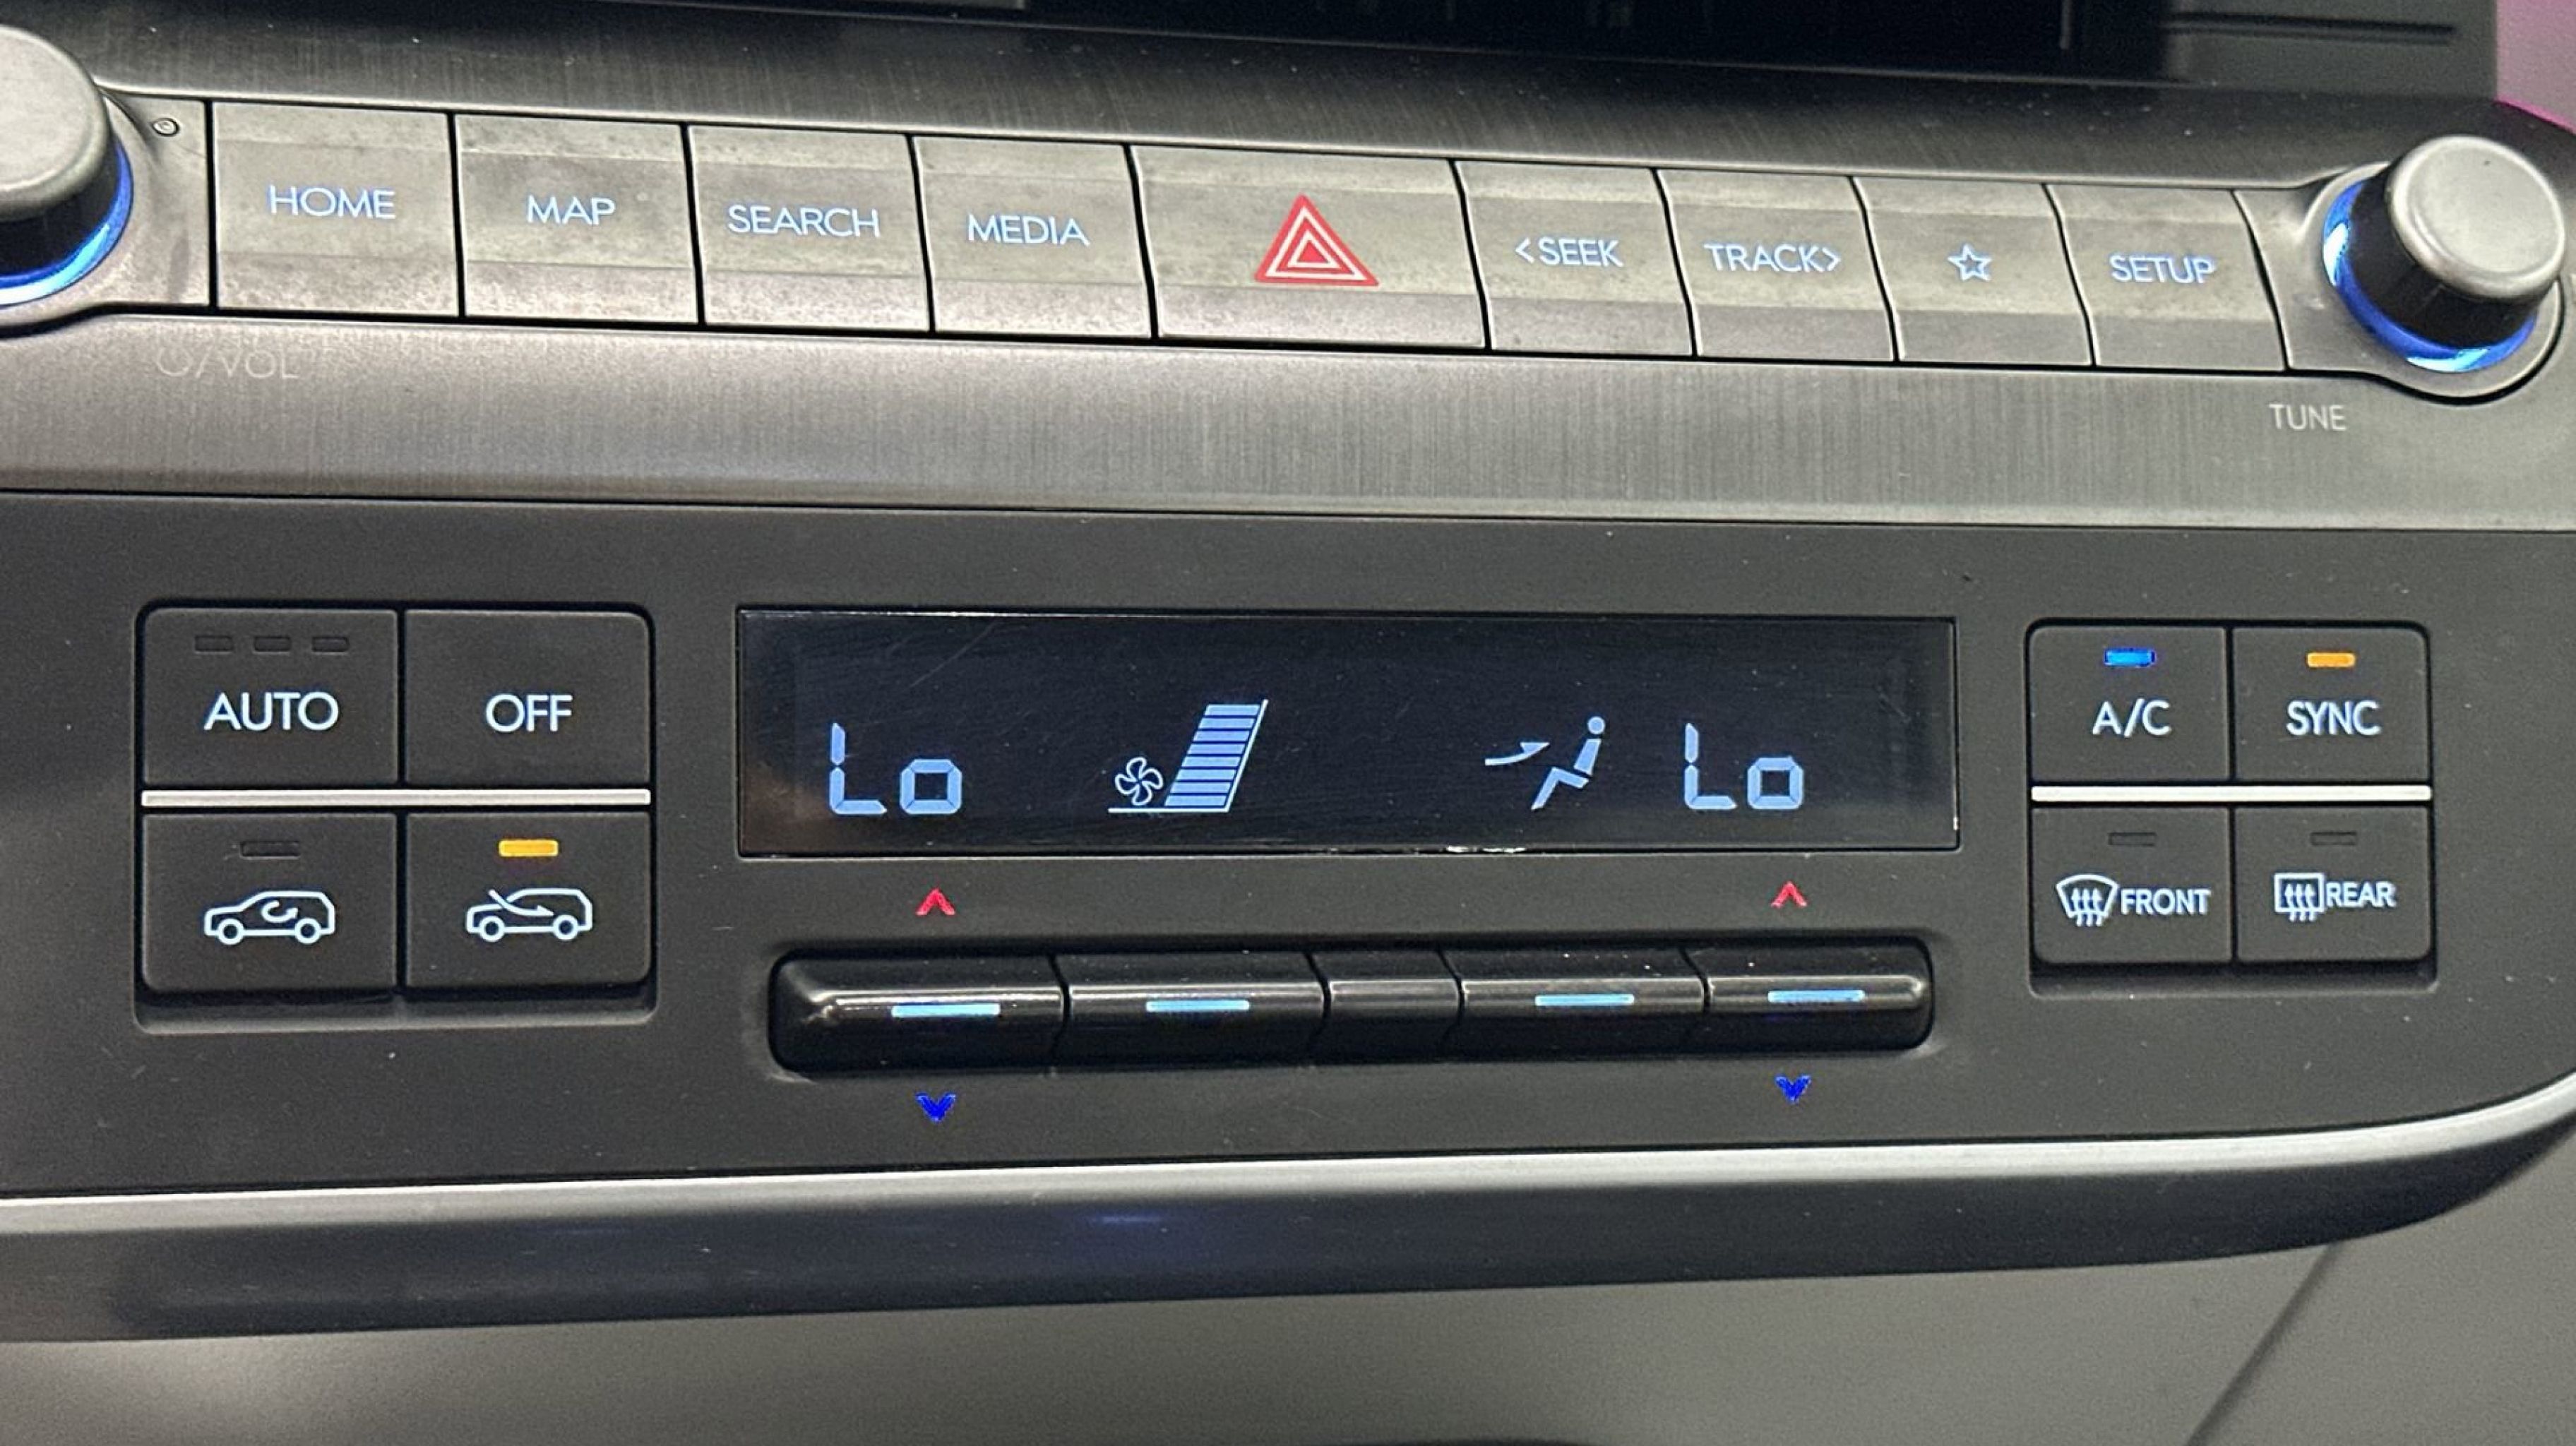 HOME MAP SEARCH MEDIA <SEEK TRACK> SETUP
/VOL
TUNE
AUTO OFF
Lo Lo
A/C SYNC
FRONT REAR